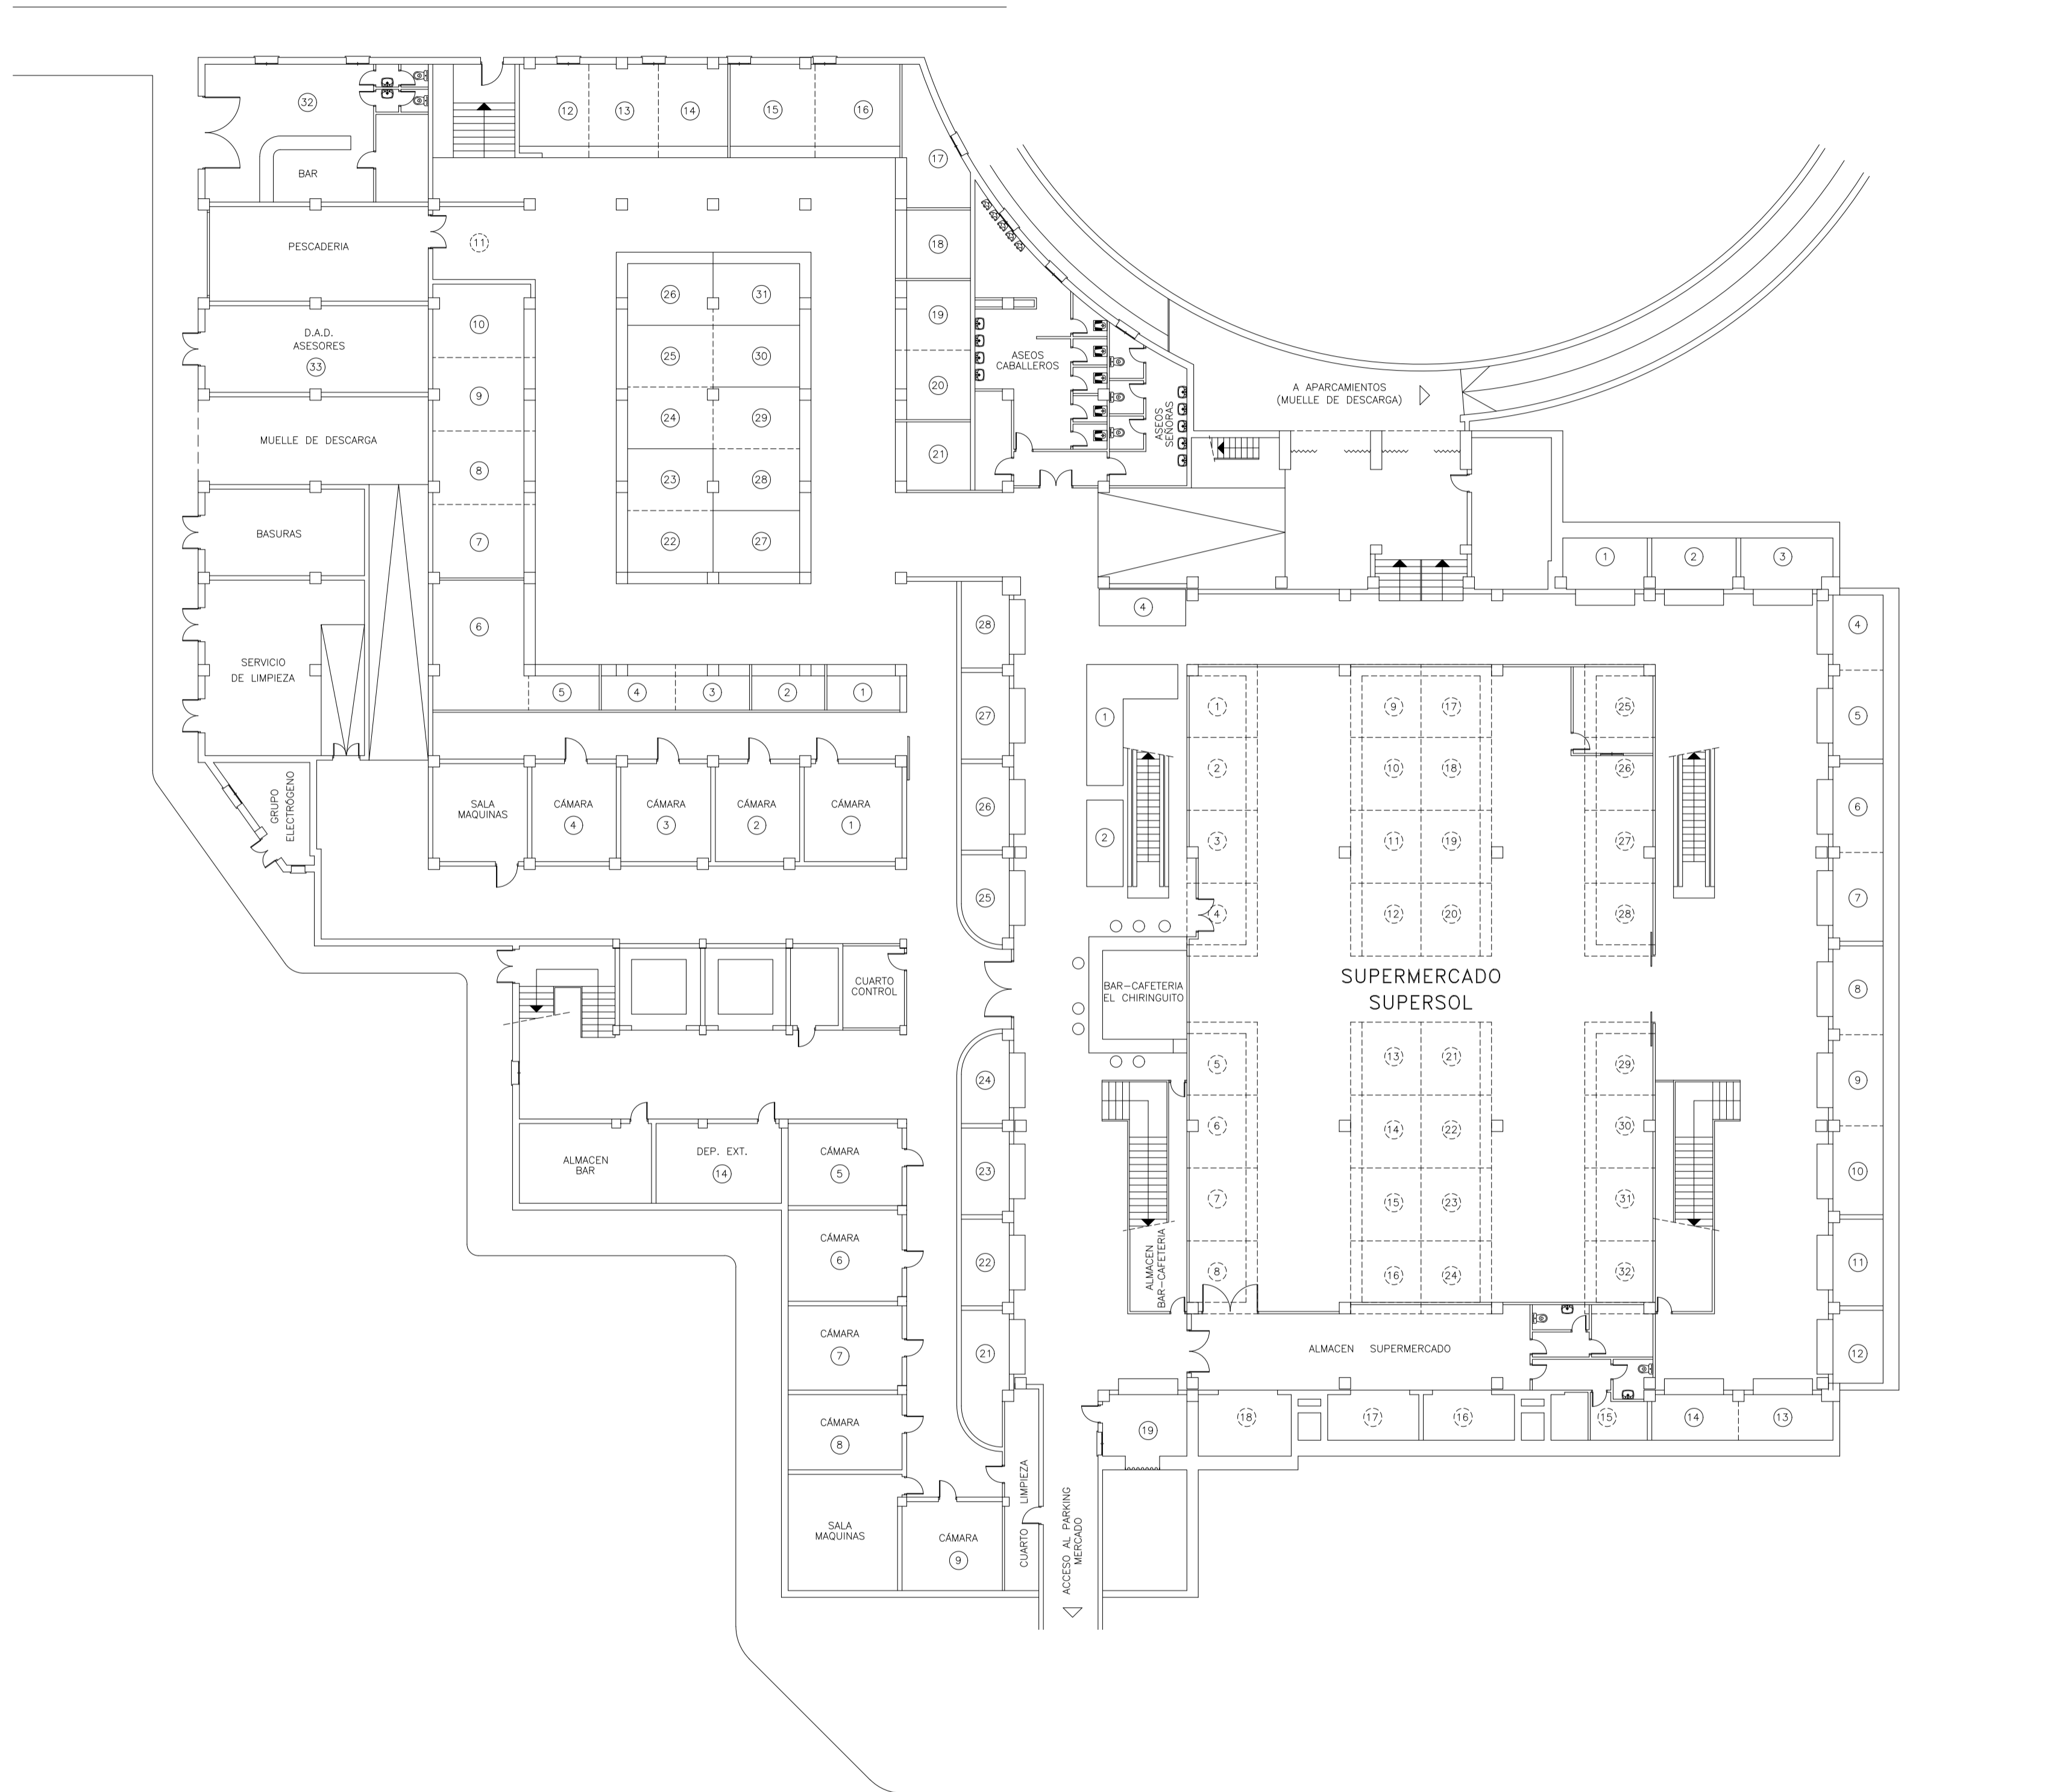 32
BAR
12
13
14
15
16
17
PESCADERIA
11
18
26
31
D.A.D.
ASESORES
33
10
19
25
30
ASEOS
CABALLEROS
A APARCAMIENTOS
(MUELLE DE DESCARGA)
9
20
24
29
ASEOS
SEÑORAS
MUELLE DE DESCARGA
8
21
23
28
BASURAS
7
22
27
1
2
3
6
4
28
4
SERVICIO
DE LIMPIEZA
5
4
3
2
1
27
1
5
1
9
17
25
2
10
18
26
GRUPO
ELECTRÓGENO
SALA
MAQUINAS
CÁMARA
4
CÁMARA
3
CÁMARA
2
CÁMARA
1
26
2
6
3
11
19
27
25
7
4
12
20
28
CUARTO
CONTROL
BAR-CAFETERIA
EL CHIRINGUITO
SUPERMERCADO
SUPERSOL
8
24
5
13
21
29
9
6
14
22
30
ALMACEN
BAR
DEP. EXT.
14
CÁMARA
5
23
10
7
15
23
31
CÁMARA
6
22
ALMACEN
BAR-CAFETERIA
8
16
24
32
11
CÁMARA
7
21
ALMACEN SUPERMERCADO
12
CÁMARA
8
19
18
17
16
15
14
13
SALA
MAQUINAS
CÁMARA
9
CUARTO LIMPIEZA
ACCESO AL PARKING
MERCADO